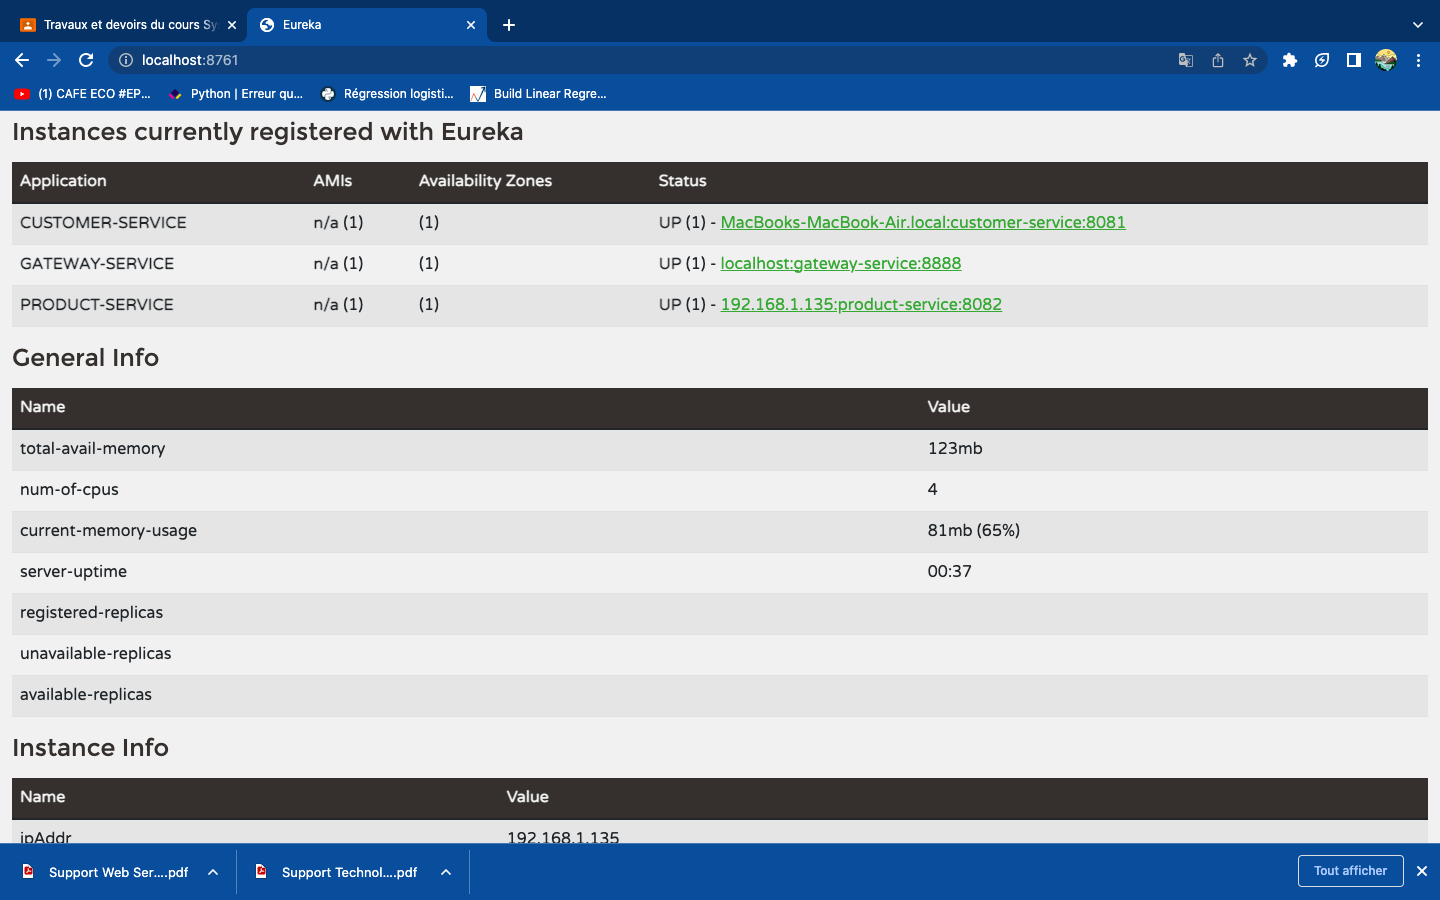 Travaux et devoirs du cours Sy
Eureka
localhost:8761
(1) CAFE ECO #EP...
Python | Erreur qu...
Régression logisti...
Build Linear Regre...
Instances currently registered with Eureka
Application AMIs Availability Zones Status
CUSTOMER-SERVICE n/a (1) (1) UP (1) - MacBooks-MacBook-Air.local:customer-service:8081
GATEWAY-SERVICE n/a (1) (1) UP (1) - localhost:gateway-service:8888
PRODUCT-SERVICE n/a (1) (1) UP (1) - 192.168.1.135:product-service:8082
General Info
Name Value
total-avail-memory 123mb
num-of-cpus 4
current-memory-usage 81mb (65%)
server-uptime 00:37
registered-replicas
unavailable-replicas
available-replicas
Instance Info
Name Value
ipAddr 192.168.1.135
Support Web Ser....pdf
Support Technol....pdf
Tout afficher